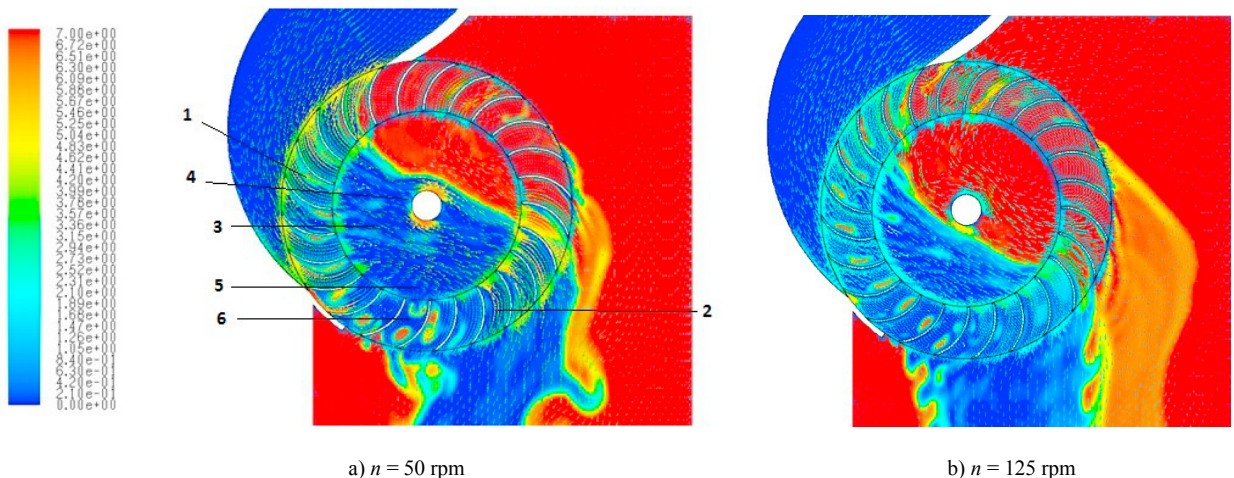 7.00e+00
6.72e+00
6.51e+00
6.30e+00
6.09e+00
5.88e+00
5.67e+00
5.46e+00
5.25e+00
5.04e+00
4.83e+00
4.62e+00
4.41e+00
4.20e+00
3.99e+00
3.78e+00
3.57e+00
3.36e+00
3.15e+00
2.94e+00
2.73e+00
2.52e+00
2.31e+00
2.10e+00
1.89e+00
1.68e+00
1.47e+00
1.26e+00
1.05e+00
8.40e-01
6.30e-01
4.20e-01
2.10e-01
0.00e+00
1
4
3
5
6
2
a) n = 50 rpm
b) n = 125 rpm